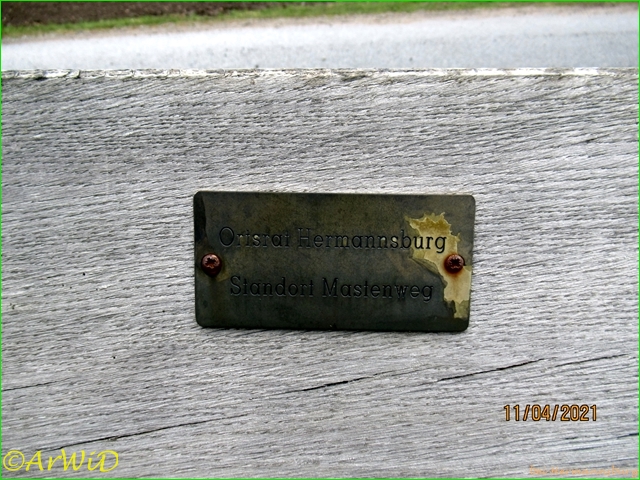 Ortsrat Hermannsburg
Standort Mastenweg
11/04/2021
©ArWiD